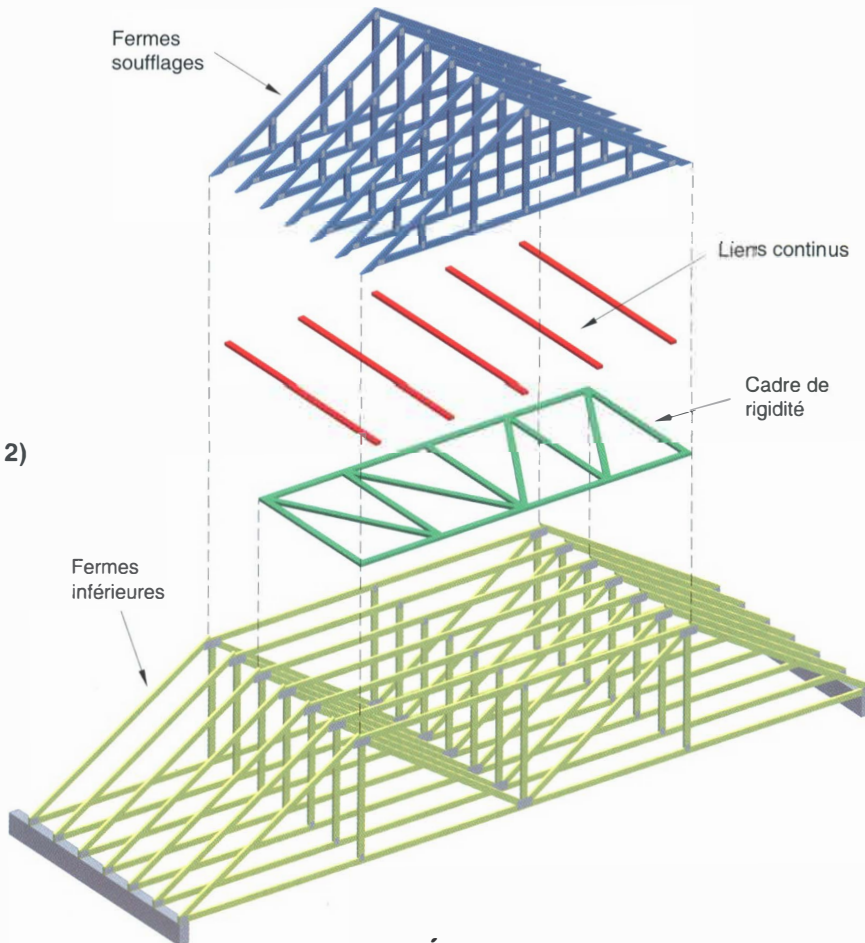 Fermes
soufflages
Liens continus
Cadre de
rigidité
2)
Fermes
inférieures